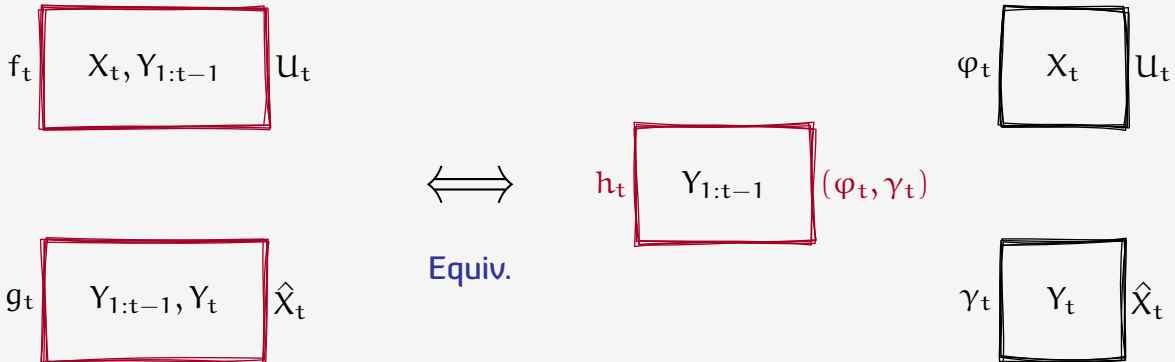 f_t X_t, Y_{1:t−1} U_t
g_t Y_{1:t−1}, Y_t X̂_t
⟺
Equiv.
h_t Y_{1:t−1} (φ_t, γ_t)
φ_t X_t U_t
γ_t Y_t X̂_t